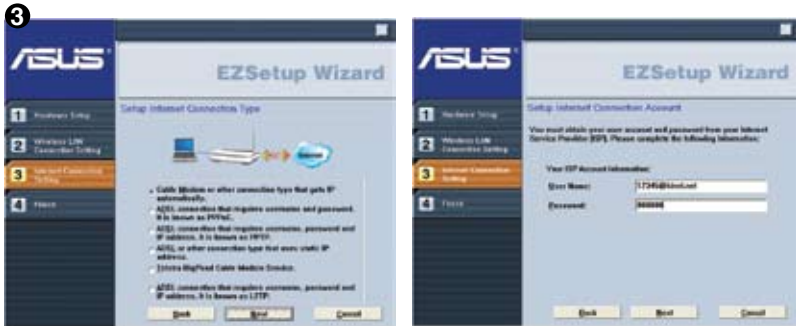 3
ASUS
EZSetup Wizard
1 Hardware Setup
2 Wireless LAN
Connection Setting
3 Internet Connection
Setting
4 Finish
Setup Internet Connection Type
Internet
Cable Modem or other connection type that gets IP
automatically.
ADSL connection that requires username and password.
It is known as PPPoE.
ADSL connection that requires username, password and
IP address. It is known as PPTP.
ADSL or other connection type that uses static IP
address.
Telstra BigPond Cable Modem Service.
ADSL connection that requires username, password and
IP address. It is known as L2TP.
Back
Next
Cancel
ASUS
EZSetup Wizard
1 Hardware Setup
2 Wireless LAN
Connection Setting
3 Internet Connection
Setting
4 Finish
Setup Internet Connection Account
You must obtain your user account and password from your Internet
Service Provider (ISP). Please complete the following information:
Your ISP Account Information:
User Name:
Password:
Back
Next
Cancel